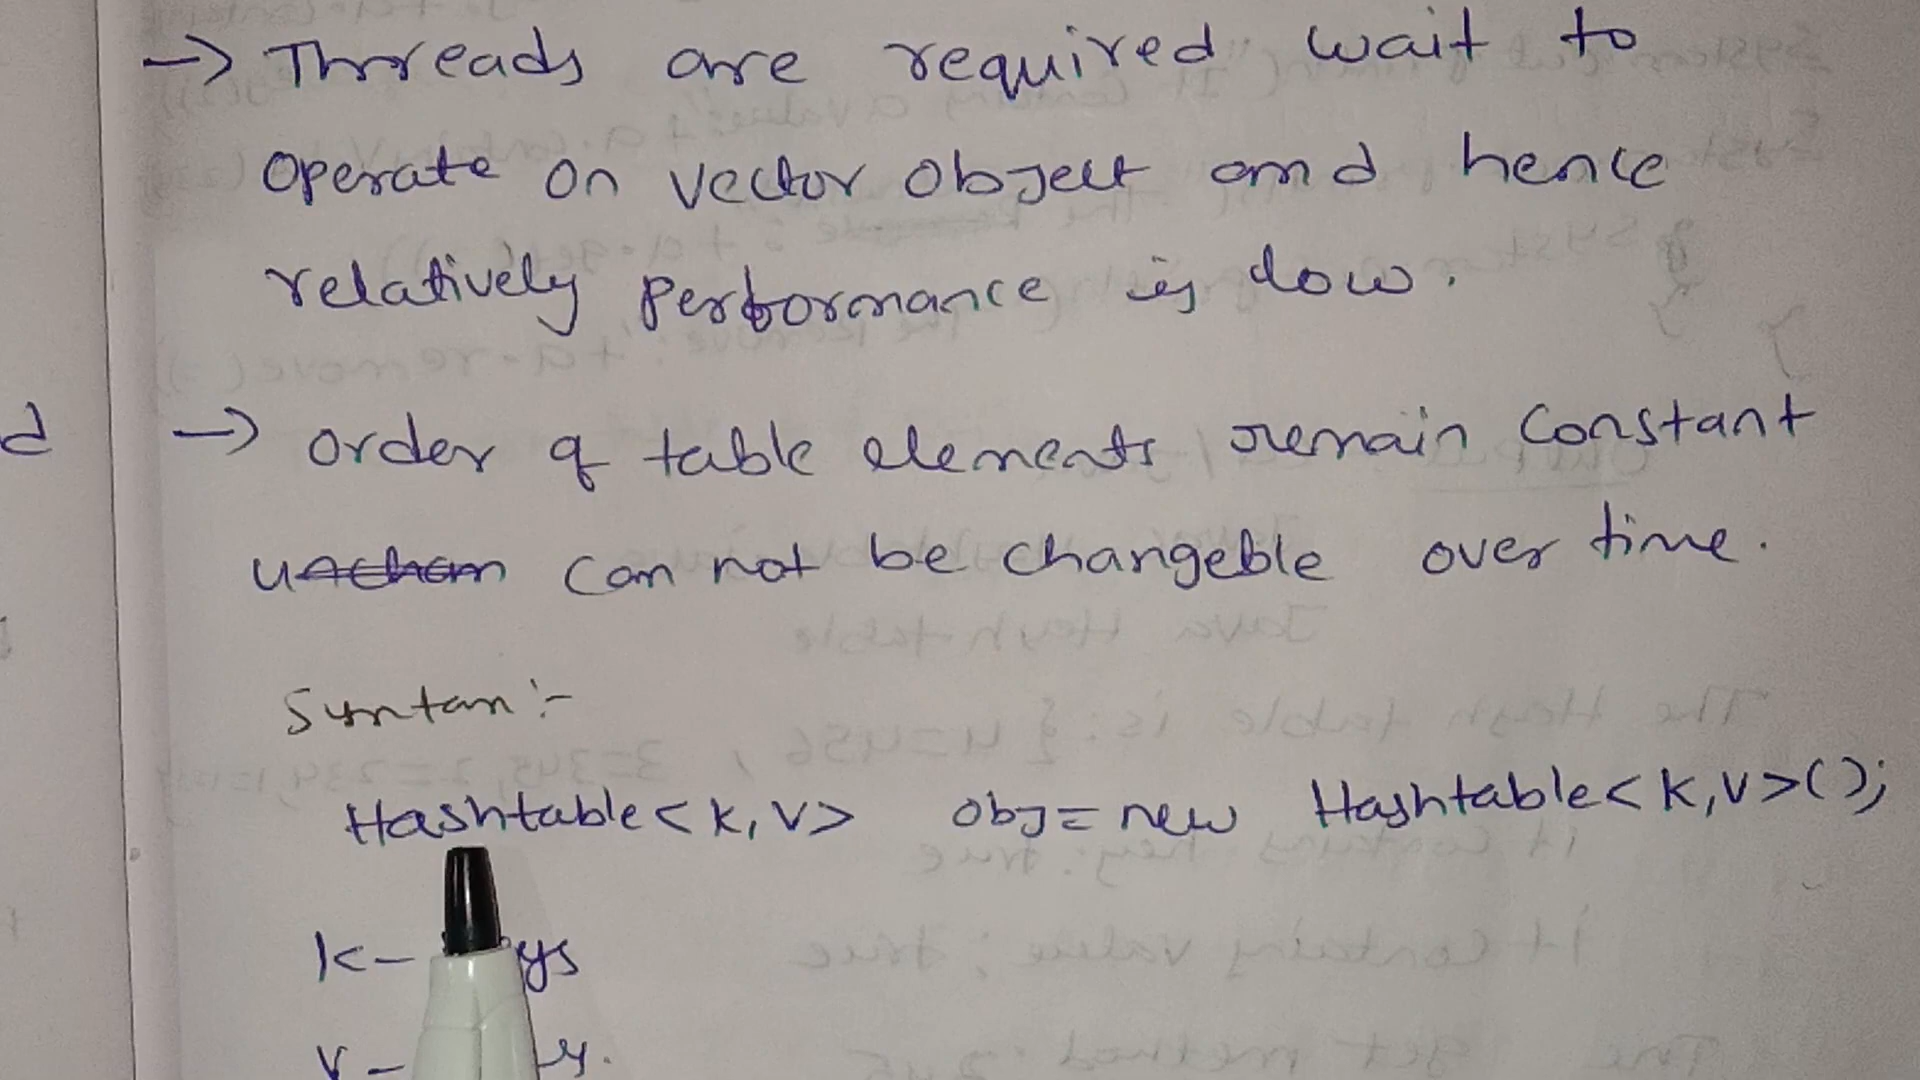 → Threads are required wait to
operate on vector object and hence
relatively performance is low.
→ order of table elements remain constant
can not be changeble over time.
Syntax:-
Hashtable<K,V> obj=new Hashtable<K,V>();
K- ys
V-